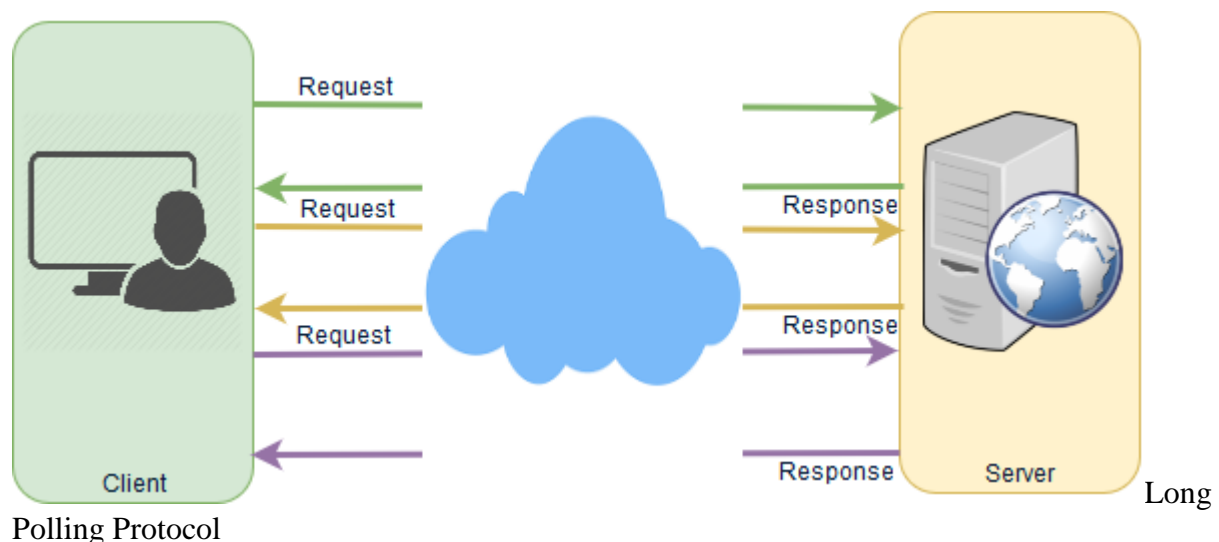 Request
Request
Response
Request
Response
Response
Client
Server
Long
Polling Protocol